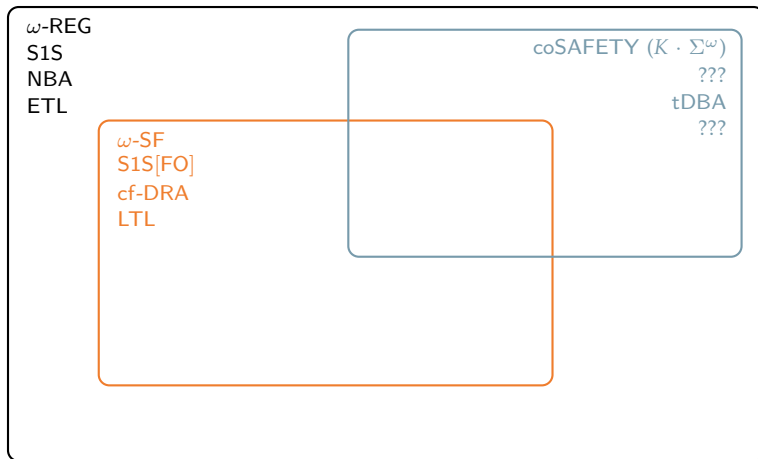 ω-REG
S1S
NBA
ETL
coSAFETY (K · Σ^ω)
???
tDBA
???
ω-SF
S1S[FO]
cf-DRA
LTL